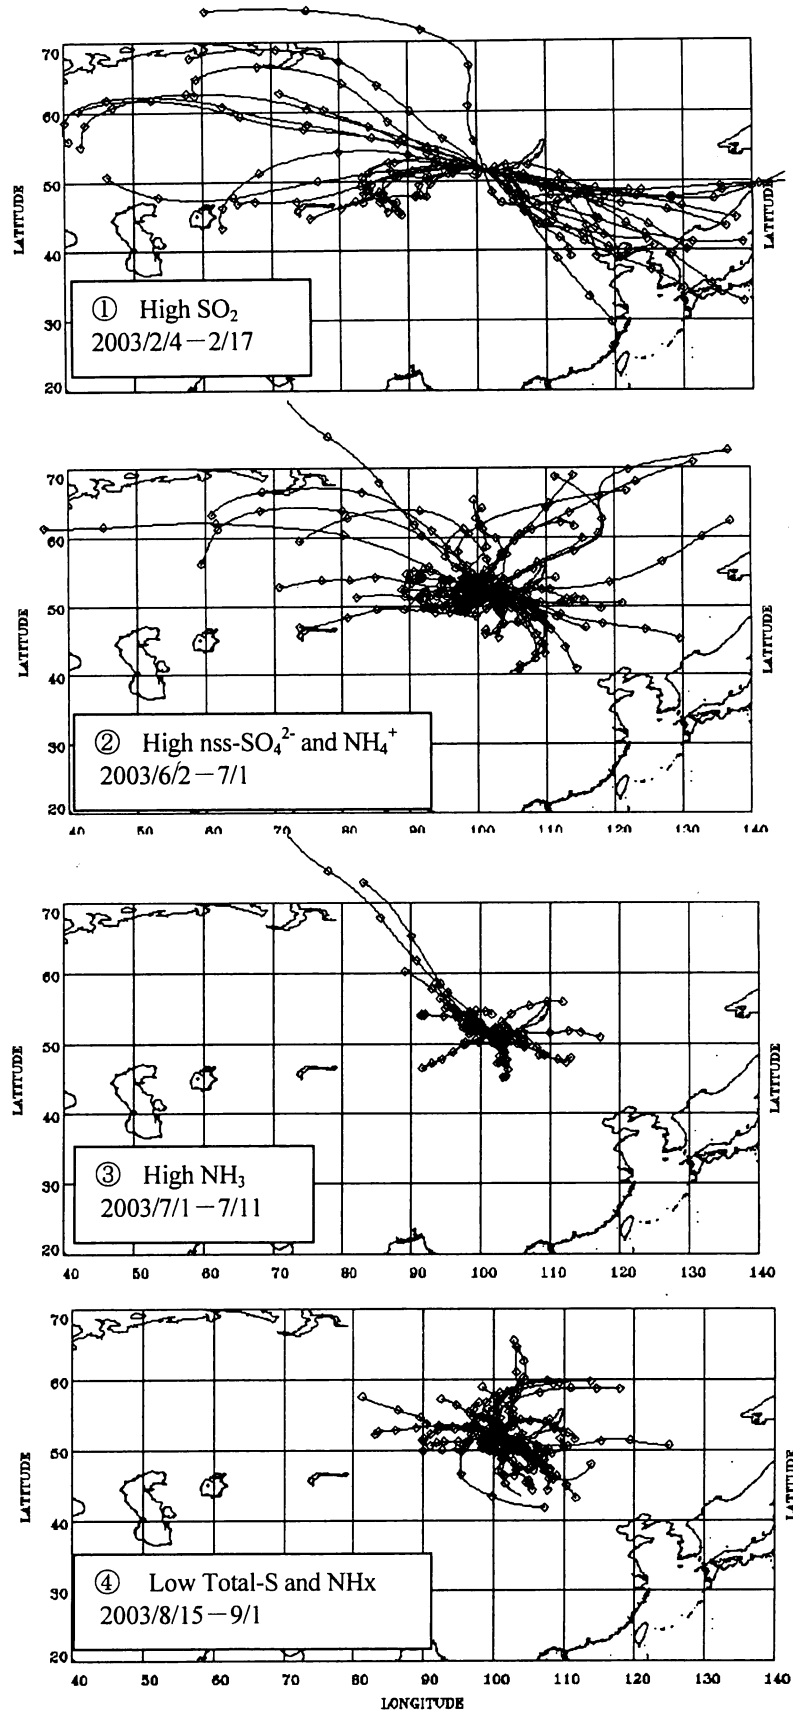 70
60
50
40
30
20
LATITUDE
LATITUDE
① High SO₂
2003/2/4－2/17
70
60
50
40
30
20
LATITUDE
LATITUDE
② High nss-SO₄²⁻ and NH₄⁺
2003/6/2－7/1
40 50 60 70 80 90 100 110 120 130 140
70
60
50
40
30
20
LATITUDE
LATITUDE
③ High NH₃
2003/7/1－7/11
40 50 60 70 80 90 100 110 120 130 140
70
60
50
40
30
20
LATITUDE
LATITUDE
④ Low Total-S and NHx
2003/8/15－9/1
40 50 60 70 80 90 100 110 120 130 140
LONGITUDE